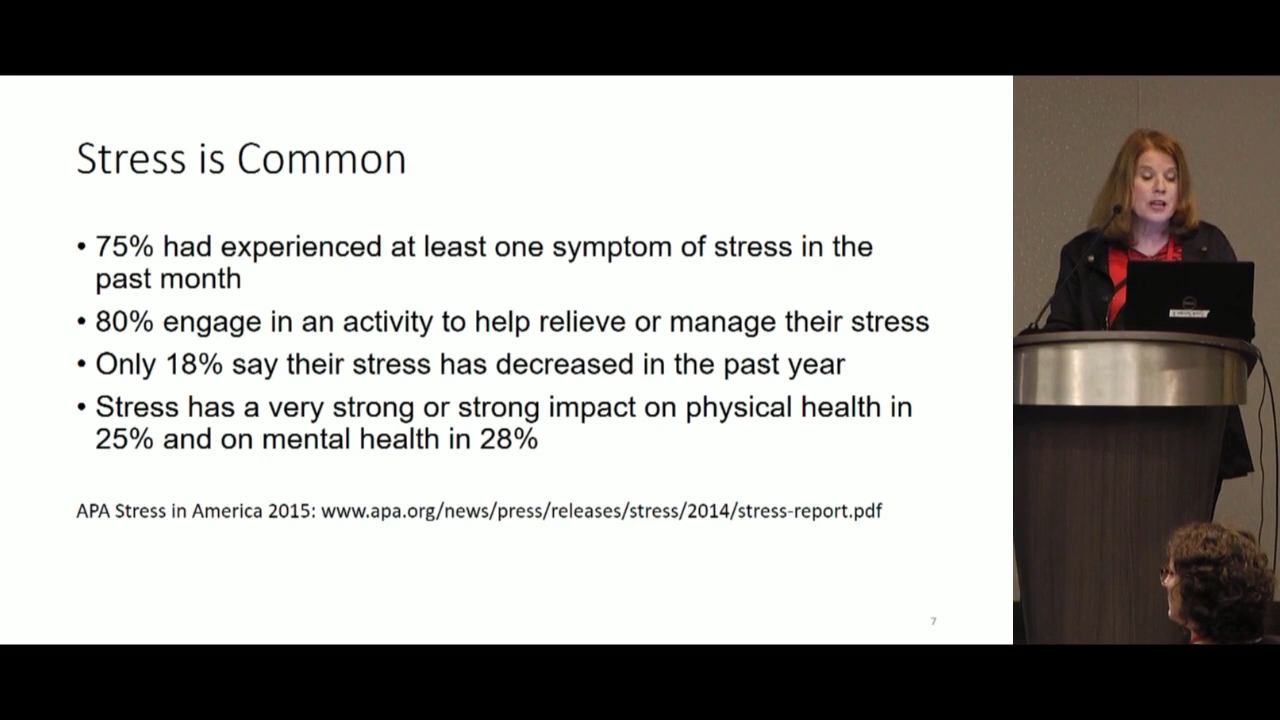 Stress is Common
• 75% had experienced at least one symptom of stress in the
past month
• 80% engage in an activity to help relieve or manage their stress
• Only 18% say their stress has decreased in the past year
• Stress has a very strong or strong impact on physical health in
25% and on mental health in 28%
APA Stress in America 2015: www.apa.org/news/press/releases/stress/2014/stress-report.pdf
7